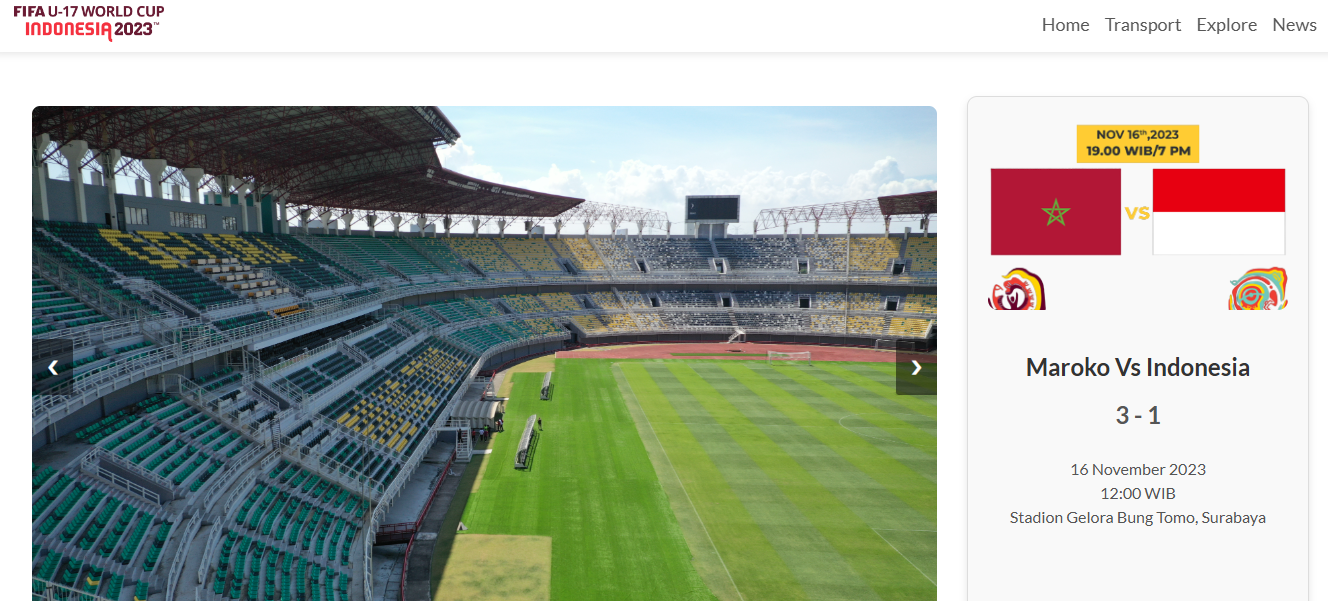 FIFA U-17 WORLD CUP
INDONESIA 2023™
Home Transport Explore News
NOV 16th,2023
19.00 WIB/7 PM
VS
Maroko Vs Indonesia
3 - 1
16 November 2023
12:00 WIB
Stadion Gelora Bung Tomo, Surabaya